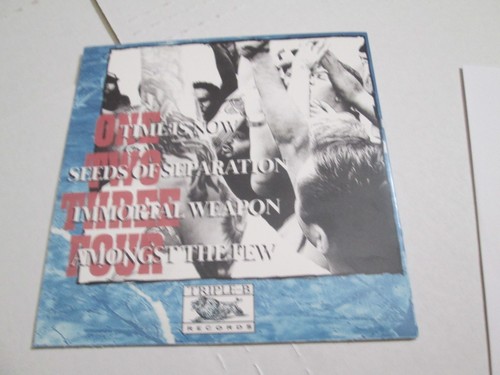 ONE
TIME IS NOW
TWO
SEEDS OF SEPARATION
THREE
IMMORTAL WEAPON
FOUR
AMONGST THE FEW
TRIPLE-B
RECORDS